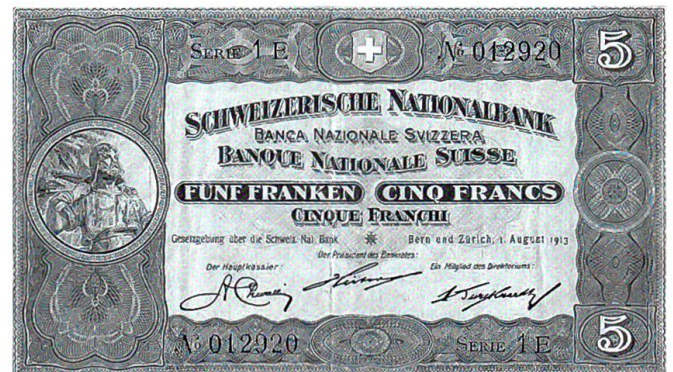 SERIE 1 E № 012920 5
SCHWEIZERISCHE NATIONALBANK
BANCA NAZIONALE SVIZZERA
BANQUE NATIONALE SUISSE
FÜNF FRANKEN CINQ FRANCS
CINQUE FRANCHI
Gesetzgebung über die Schweiz. Nat. Bank Bern und Zürich, 1. August 1913
Der Präsident des Bankrates:
Der Hauptkassier: Ein Mitglied des Direktoriums:
№ 012920 SERIE 1 E 5